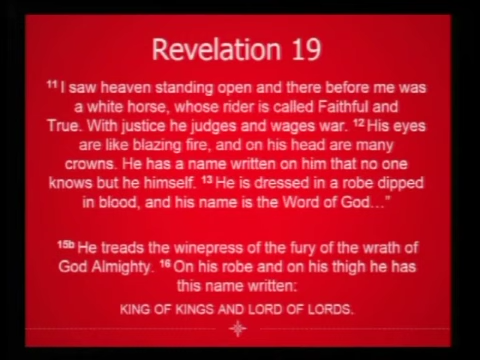 Revelation 19
11 I saw heaven standing open and there before me was
a white horse, whose rider is called Faithful and
True. With justice he judges and wages war. 12 His eyes
are like blazing fire, and on his head are many
crowns. He has a name written on him that no one
knows but he himself. 13 He is dressed in a robe dipped
in blood, and his name is the Word of God…”
15b He treads the winepress of the fury of the wrath of
God Almighty. 16 On his robe and on his thigh he has
this name written:
KING OF KINGS AND LORD OF LORDS.